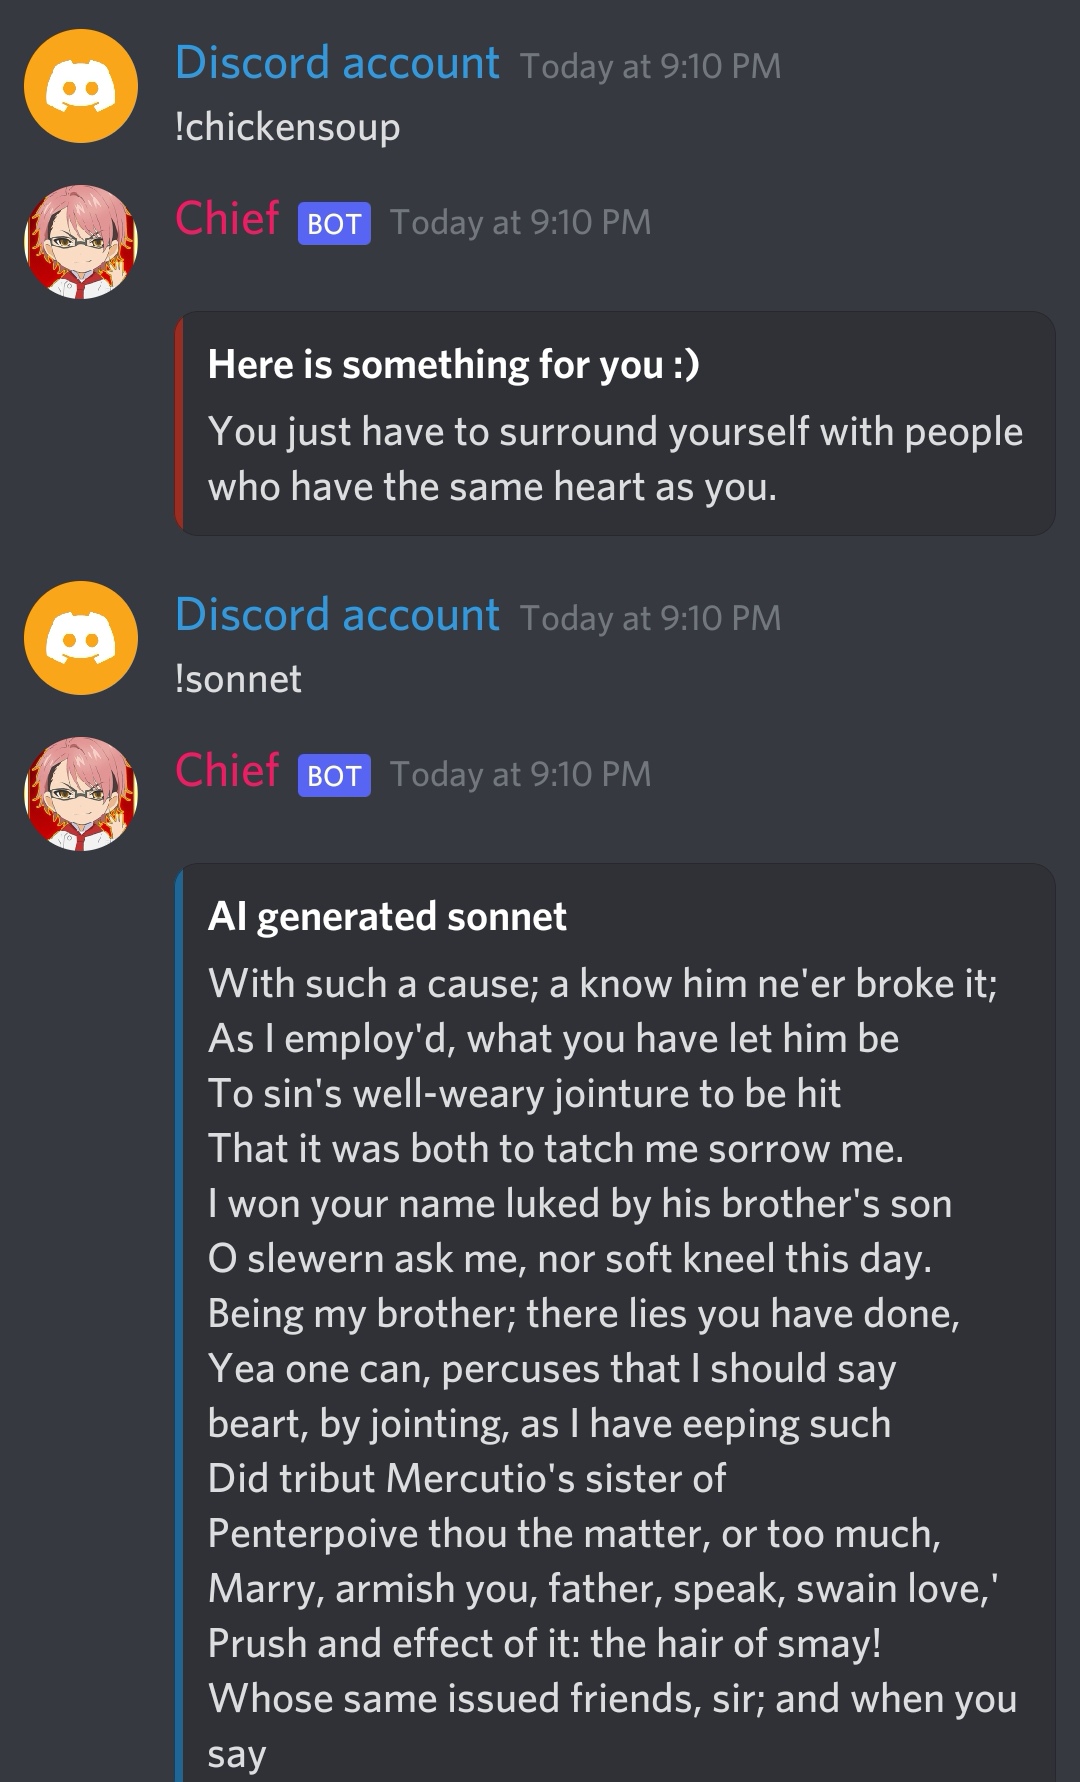 Discord account Today at 9:10 PM
!chickensoup
Chief BOT Today at 9:10 PM
Here is something for you :)
You just have to surround yourself with people
who have the same heart as you.
Discord account Today at 9:10 PM
!sonnet
Chief BOT Today at 9:10 PM
AI generated sonnet
With such a cause; a know him ne'er broke it;
As I employ'd, what you have let him be
To sin's well-weary jointure to be hit
That it was both to tatch me sorrow me.
I won your name luked by his brother's son
O slewern ask me, nor soft kneel this day.
Being my brother; there lies you have done,
Yea one can, percuses that I should say
beart, by jointing, as I have eeping such
Did tribut Mercutio's sister of
Penterpoive thou the matter, or too much,
Marry, armish you, father, speak, swain love,'
Prush and effect of it: the hair of smay!
Whose same issued friends, sir; and when you
say